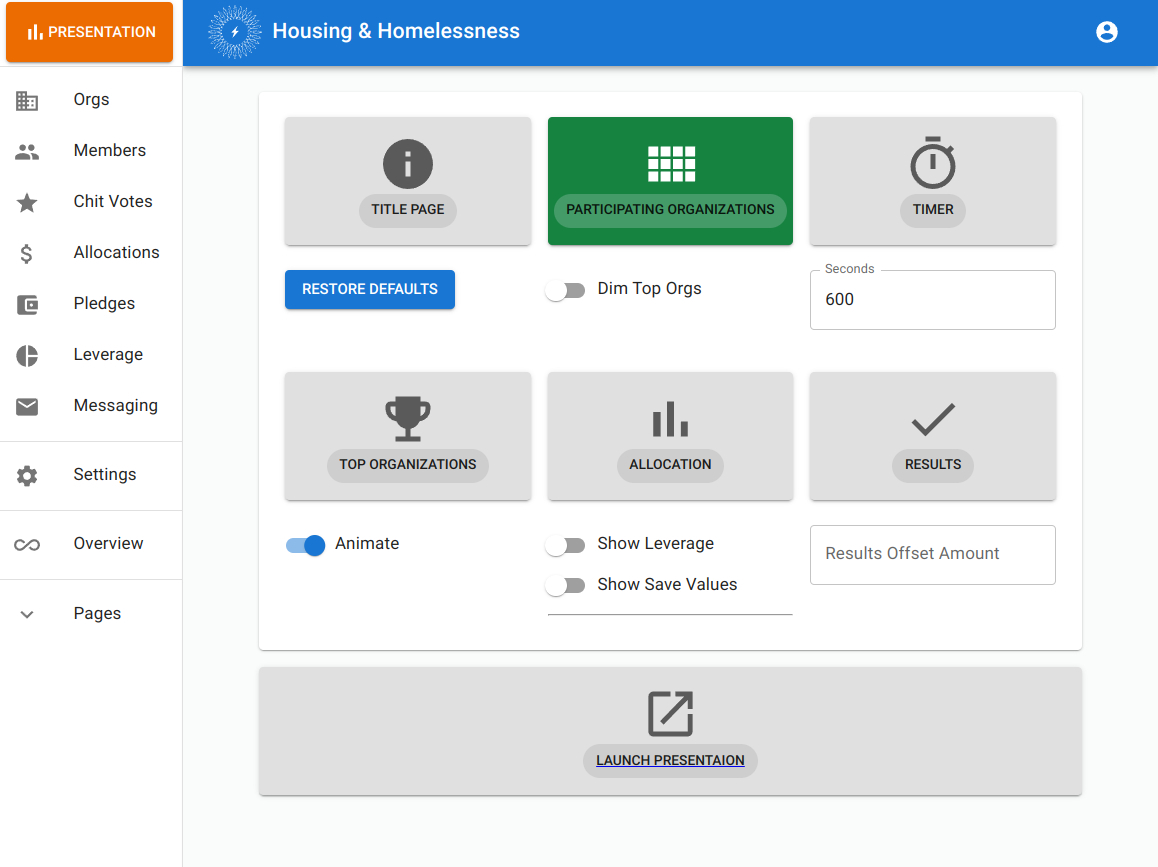 PRESENTATION
Housing & Homelessness
Orgs
Members
Chit Votes
Allocations
Pledges
Leverage
Messaging
Settings
Overview
Pages
TITLE PAGE
PARTICIPATING ORGANIZATIONS
TIMER
RESTORE DEFAULTS
Dim Top Orgs
Seconds
600
TOP ORGANIZATIONS
ALLOCATION
RESULTS
Animate
Show Leverage
Show Save Values
Results Offset Amount
LAUNCH PRESENTAION